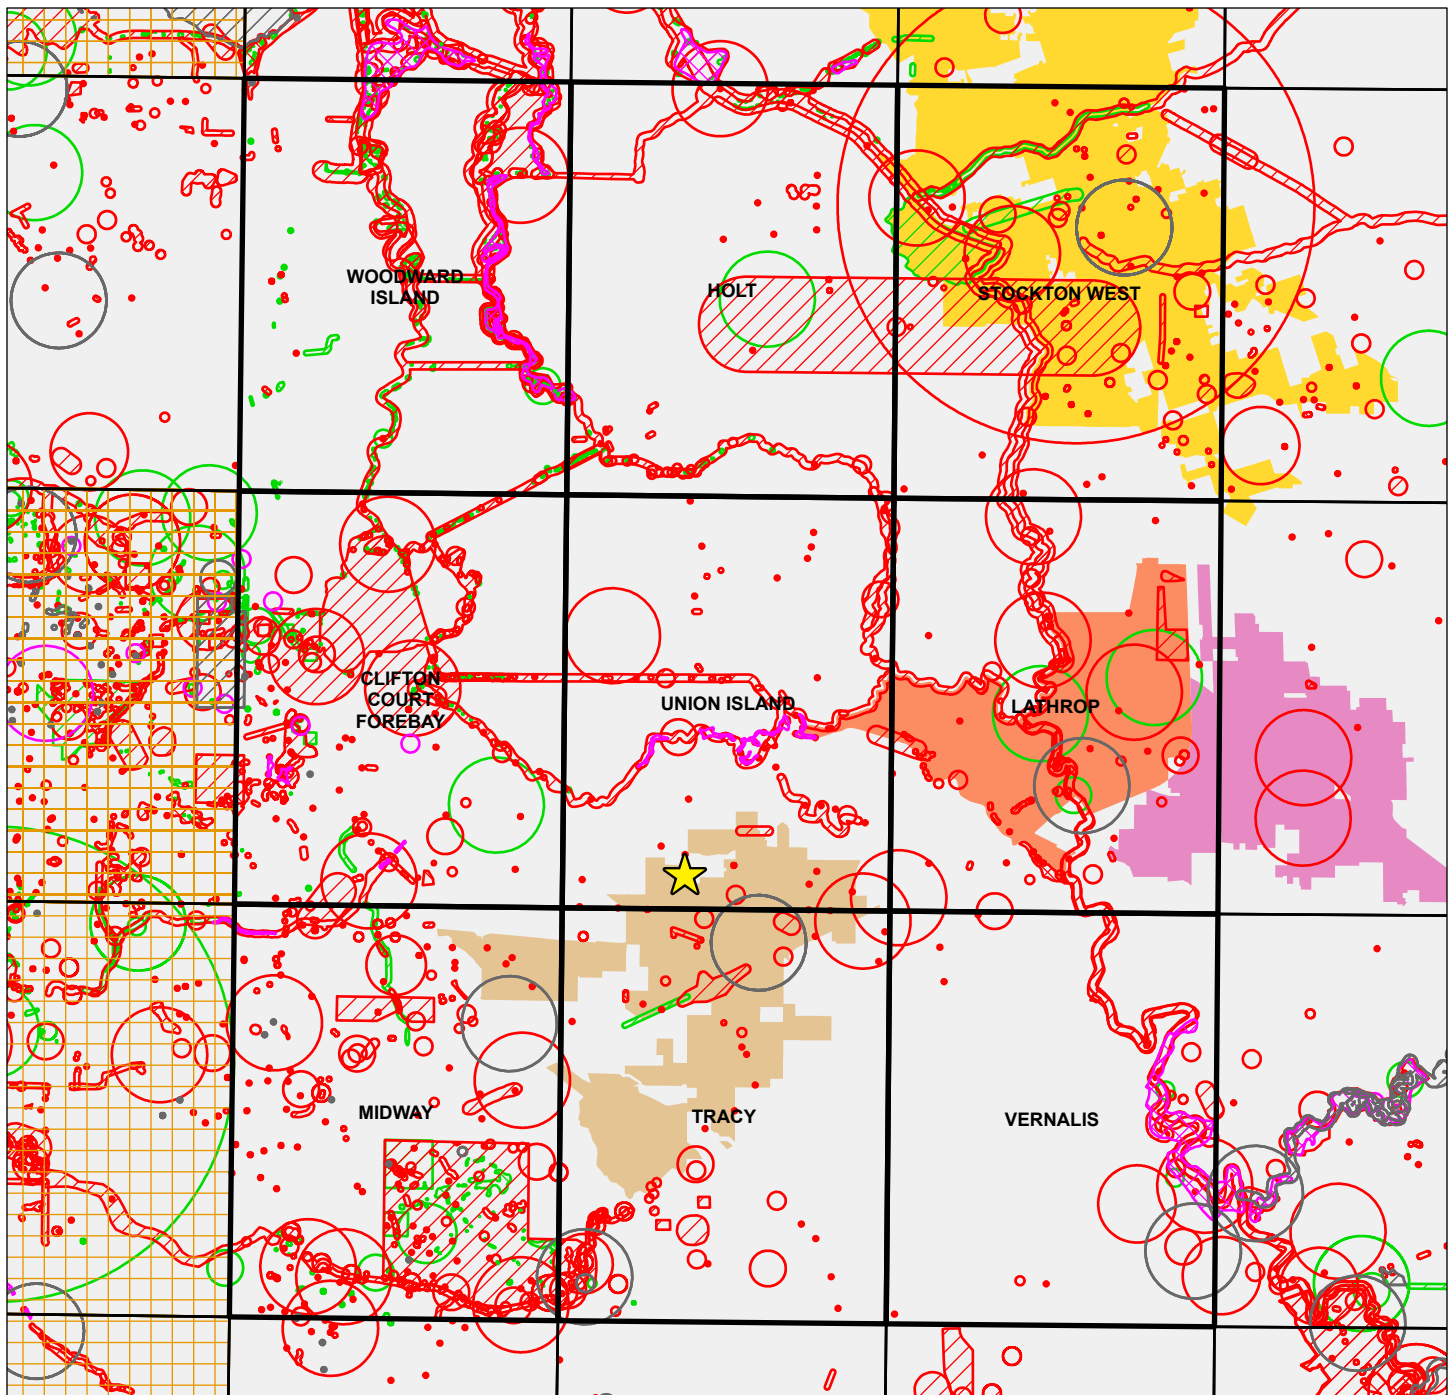 WOODWARD
ISLAND
HOLT
STOCKTON WEST
CLIFTON
COURT
FOREBAY
UNION ISLAND
LATHROP
MIDWAY
TRACY
VERNALIS